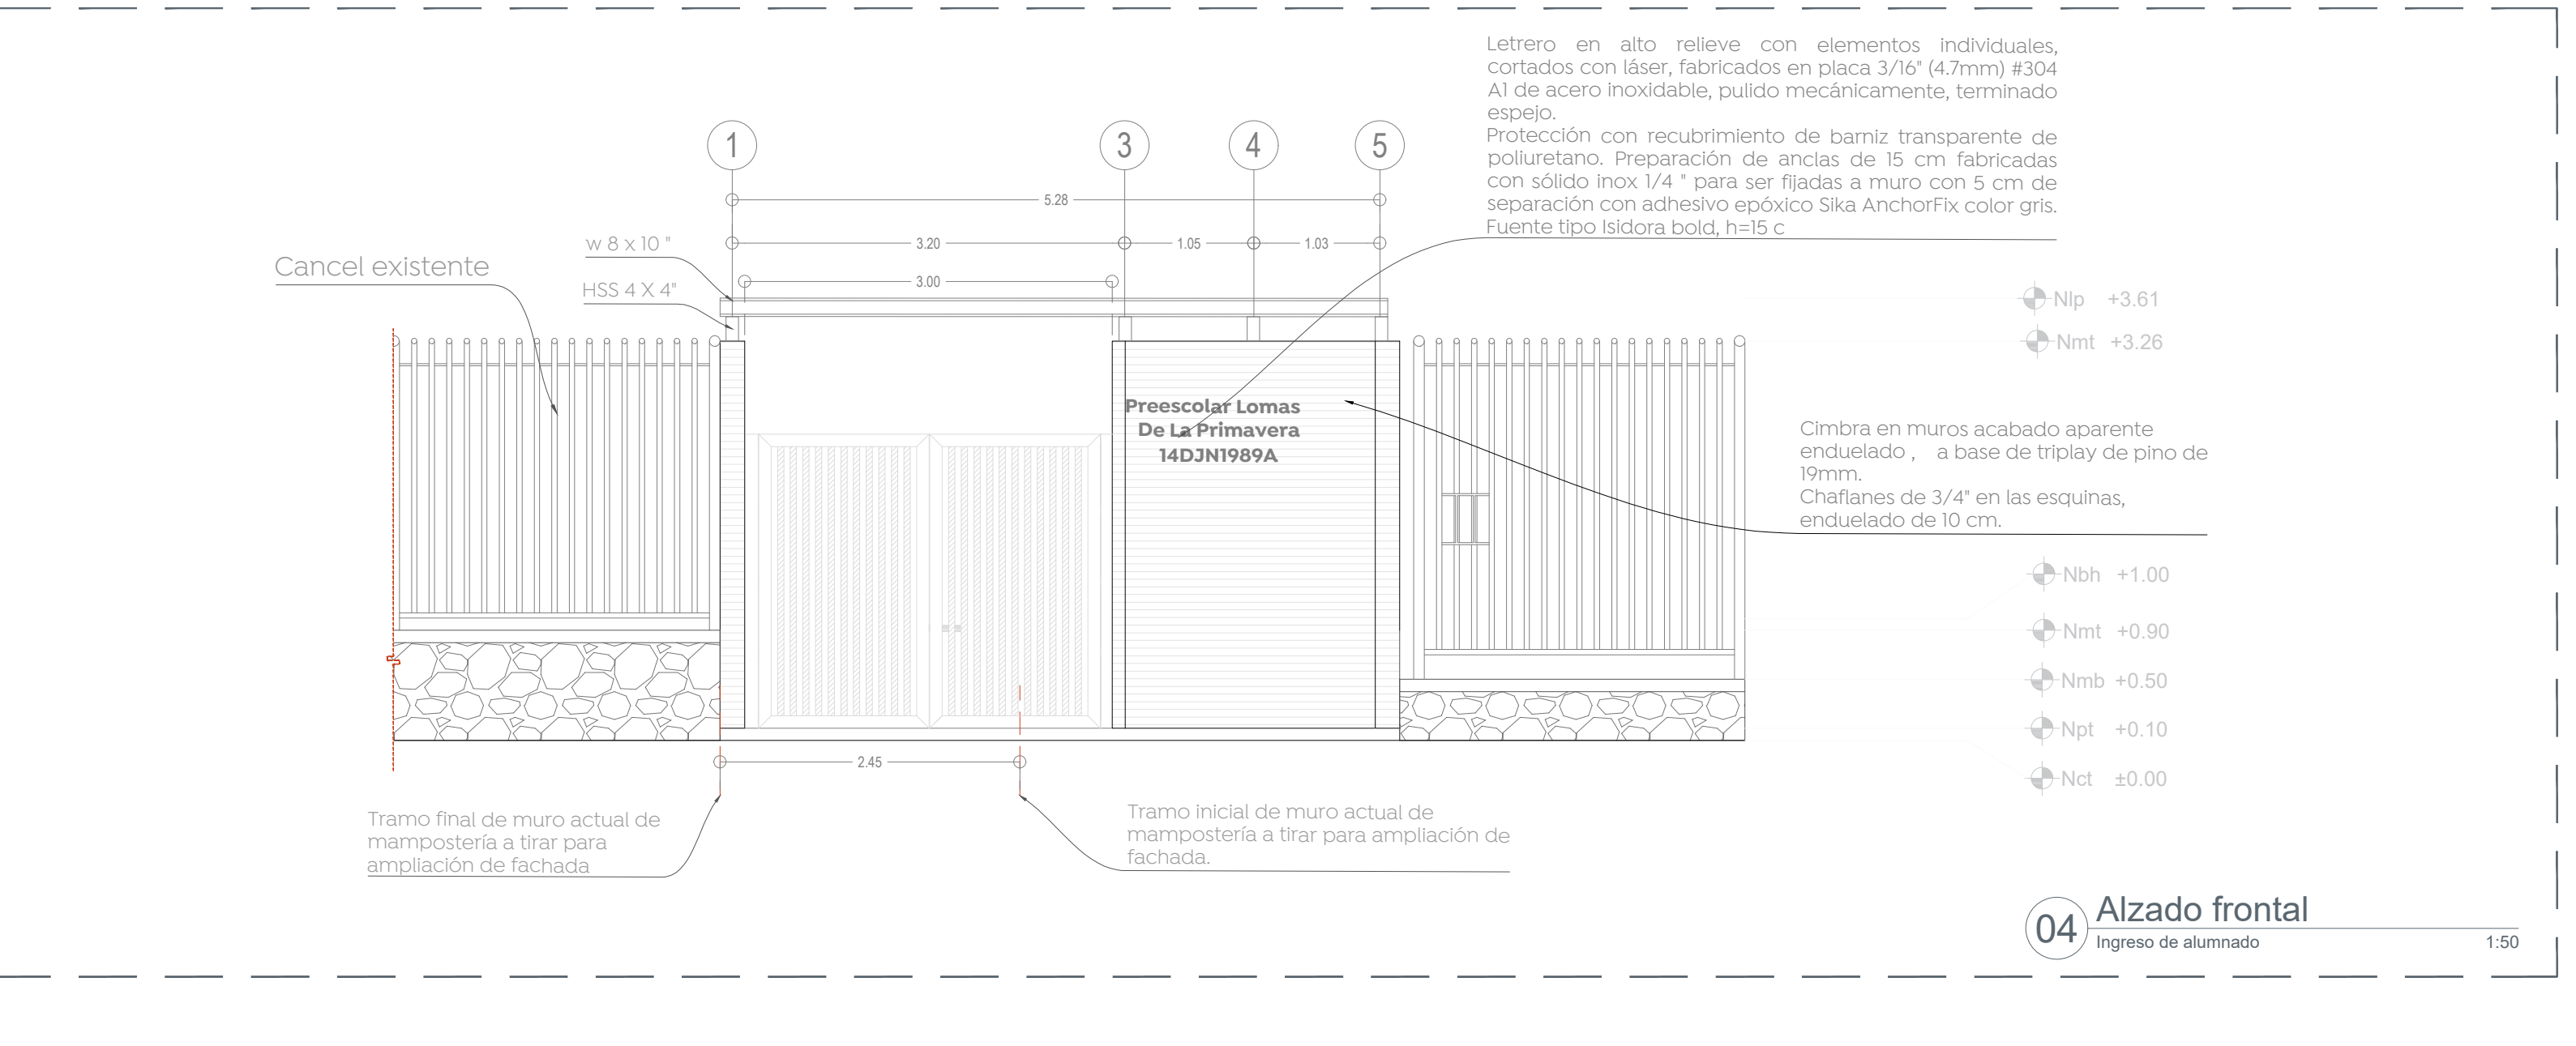 Letrero en alto relieve con elementos individuales,
cortados con láser, fabricados en placa 3/16" (4.7mm) #304
A1 de acero inoxidable, pulido mecánicamente, terminado
espejo.
Protección con recubrimiento de barniz transparente de
poliuretano. Preparación de anclas de 15 cm fabricadas
con sólido inox 1/4 " para ser fijadas a muro con 5 cm de
separación con adhesivo epóxico Sika AnchorFix color gris.
Fuente tipo Isidora bold, h=15 c
1
3
4
5
5.28
3.20
1.05
1.03
3.00
w 8 x 10 "
HSS 4 X 4"
Cancel existente
Nlp +3.61
Nmt +3.26
Preescolar Lomas
De La Primavera
14DJN1989A
Cimbra en muros acabado aparente
enduelado , a base de triplay de pino de
19mm.
Chaflanes de 3/4" en las esquinas,
enduelado de 10 cm.
Nbh +1.00
Nmt +0.90
Nmb +0.50
Npt +0.10
Nct ±0.00
2.45
Tramo final de muro actual de
mampostería a tirar para
ampliación de fachada
Tramo inicial de muro actual de
mampostería a tirar para ampliación de
fachada.
04
Alzado frontal
Ingreso de alumnado
1:50